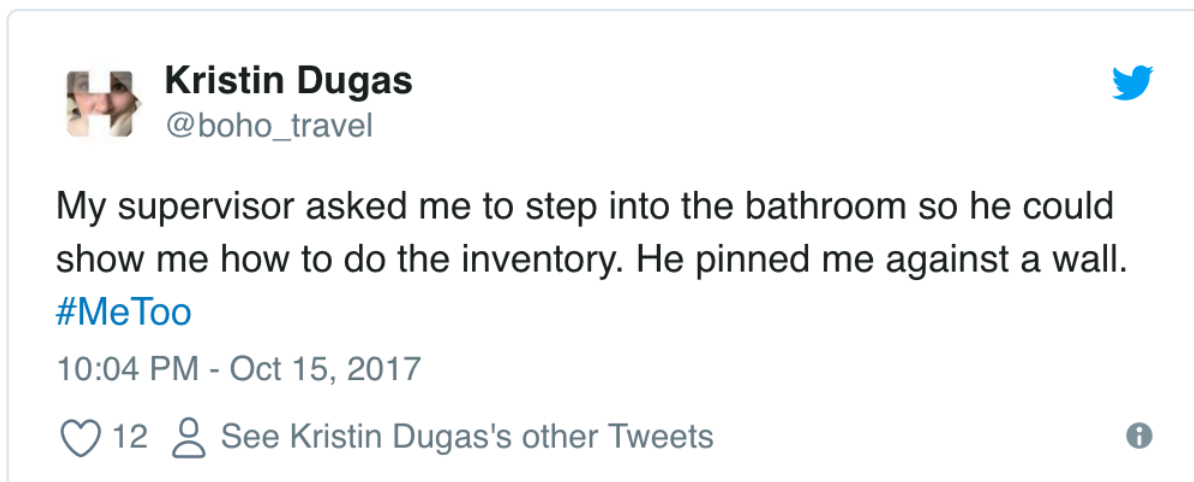 Kristin Dugas
@boho_travel
My supervisor asked me to step into the bathroom so he could
show me how to do the inventory. He pinned me against a wall.
#MeToo
10:04 PM - Oct 15, 2017
12 See Kristin Dugas's other Tweets